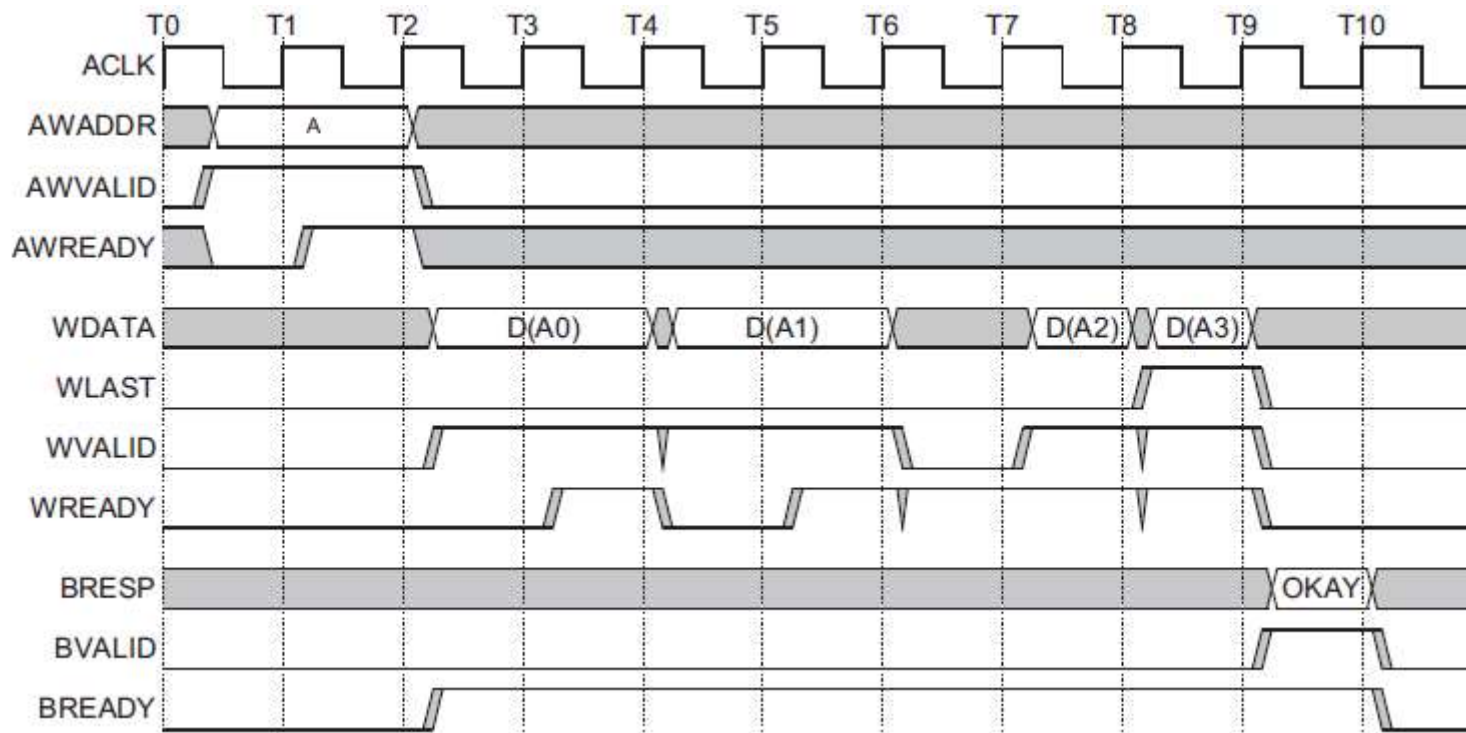 T0 T1 T2 T3 T4 T5 T6 T7 T8 T9 T10
ACLK
AWADDR A
AWVALID
AWREADY
WDATA D(A0) D(A1) D(A2) D(A3)
WLAST
WVALID
WREADY
BRESP OKAY
BVALID
BREADY